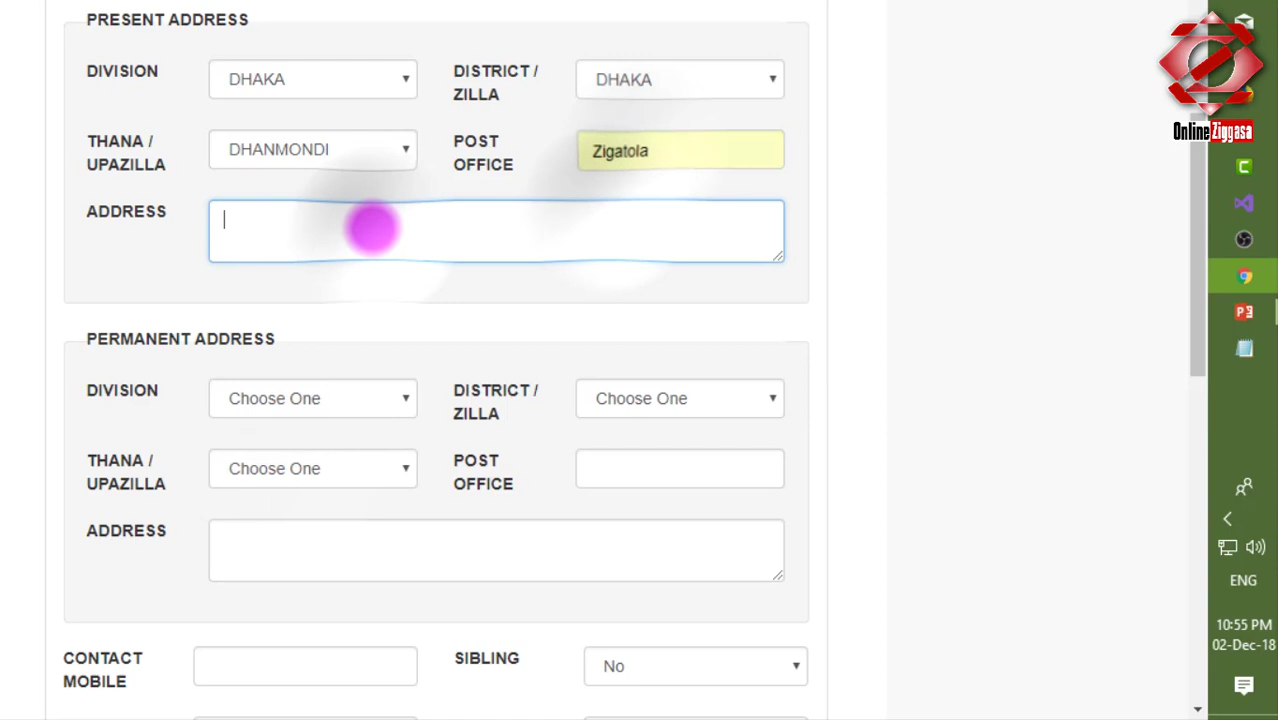 PRESENT ADDRESS
DIVISION
DHAKA
DISTRICT /
ZILLA
DHAKA
THANA /
UPAZILLA
DHANMONDI
POST
OFFICE
Zigatola
ADDRESS
PERMANENT ADDRESS
DIVISION
Choose One
DISTRICT /
ZILLA
Choose One
THANA /
UPAZILLA
Choose One
POST
OFFICE
ADDRESS
CONTACT
MOBILE
SIBLING
No
Online Ziggasa
ENG
10:55 PM
02-Dec-18